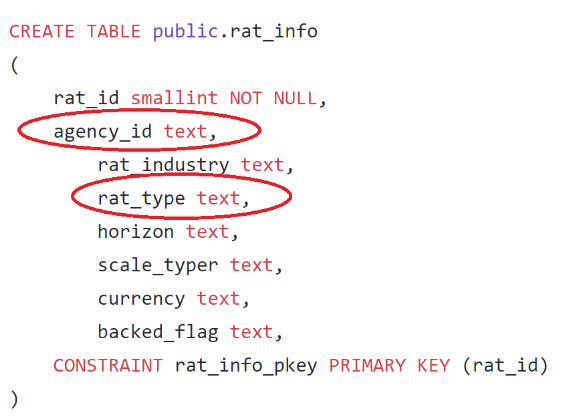 CREATE TABLE public.rat_info
(
rat_id smallint NOT NULL,
agency_id text,
rat_industry text,
rat_type text,
horizon text,
scale_typer text,
currency text,
backed_flag text,
CONSTRAINT rat_info_pkey PRIMARY KEY (rat_id)
)